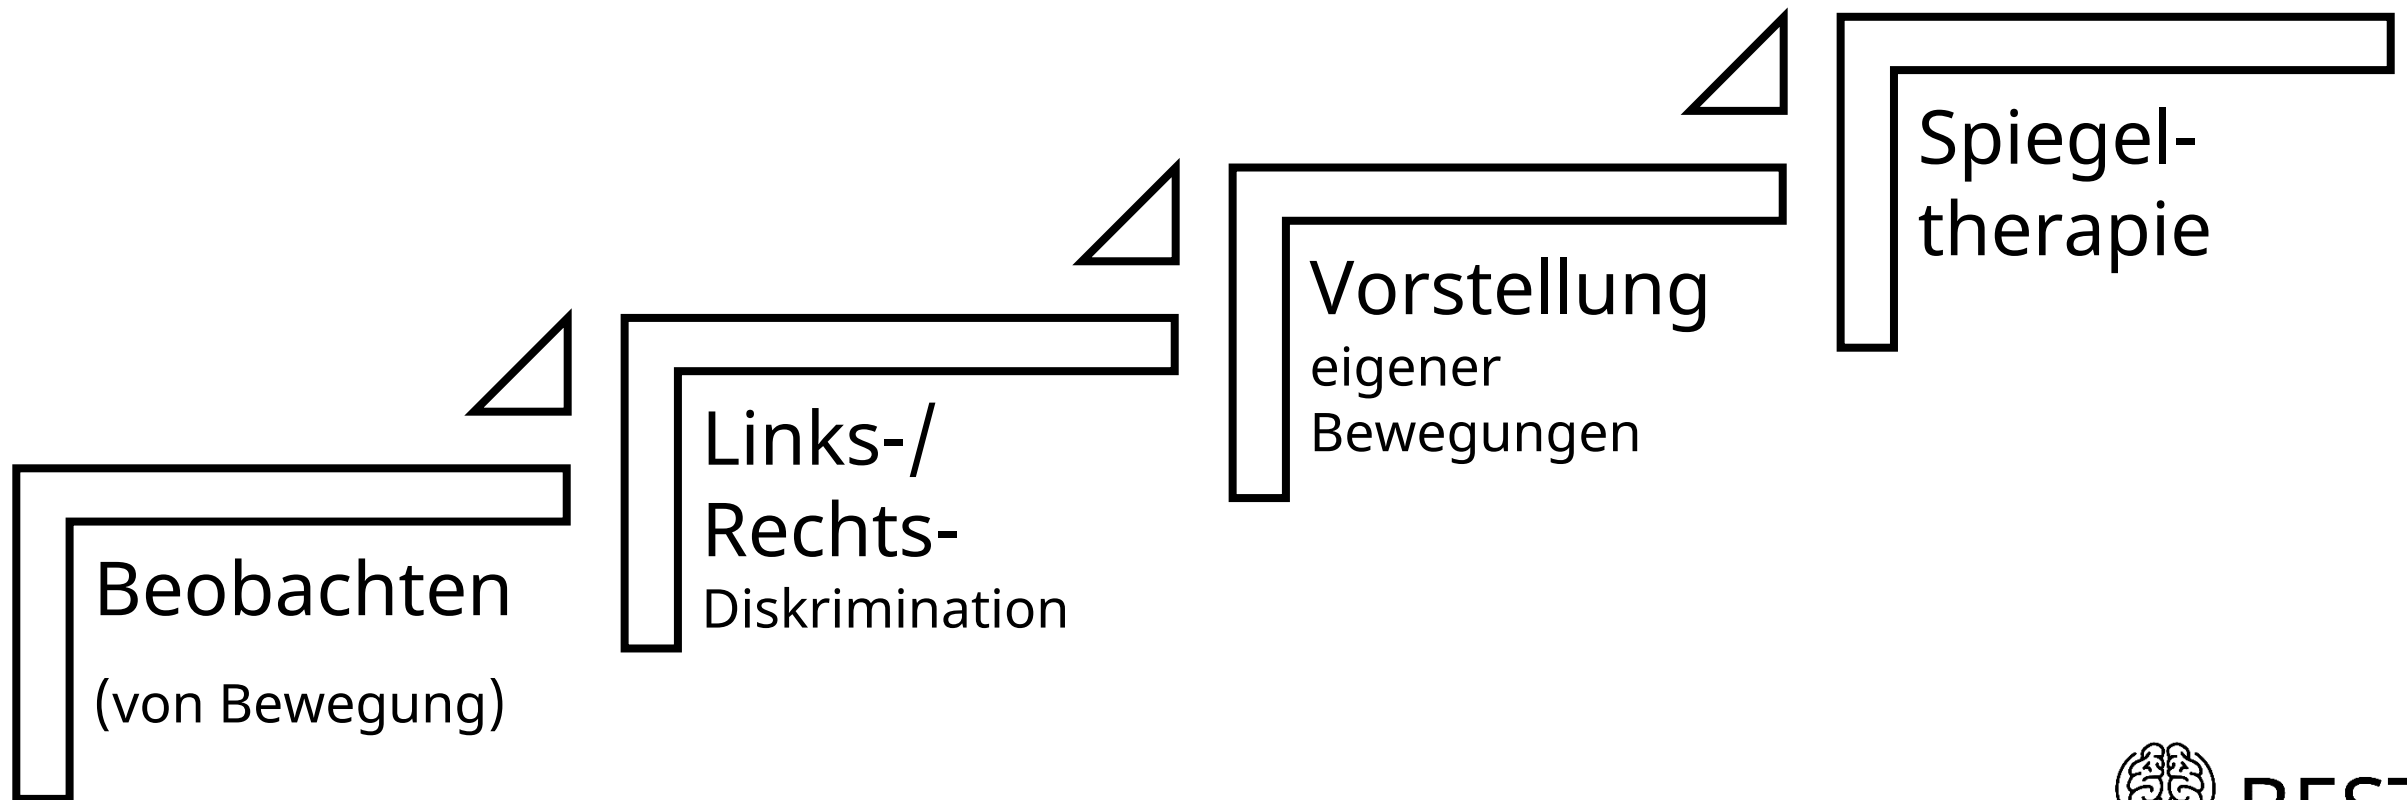 Beobachten
(von Bewegung)
Links-/
Rechts-
Diskrimination
Vorstellung
eigener
Bewegungen
Spiegel-
therapie